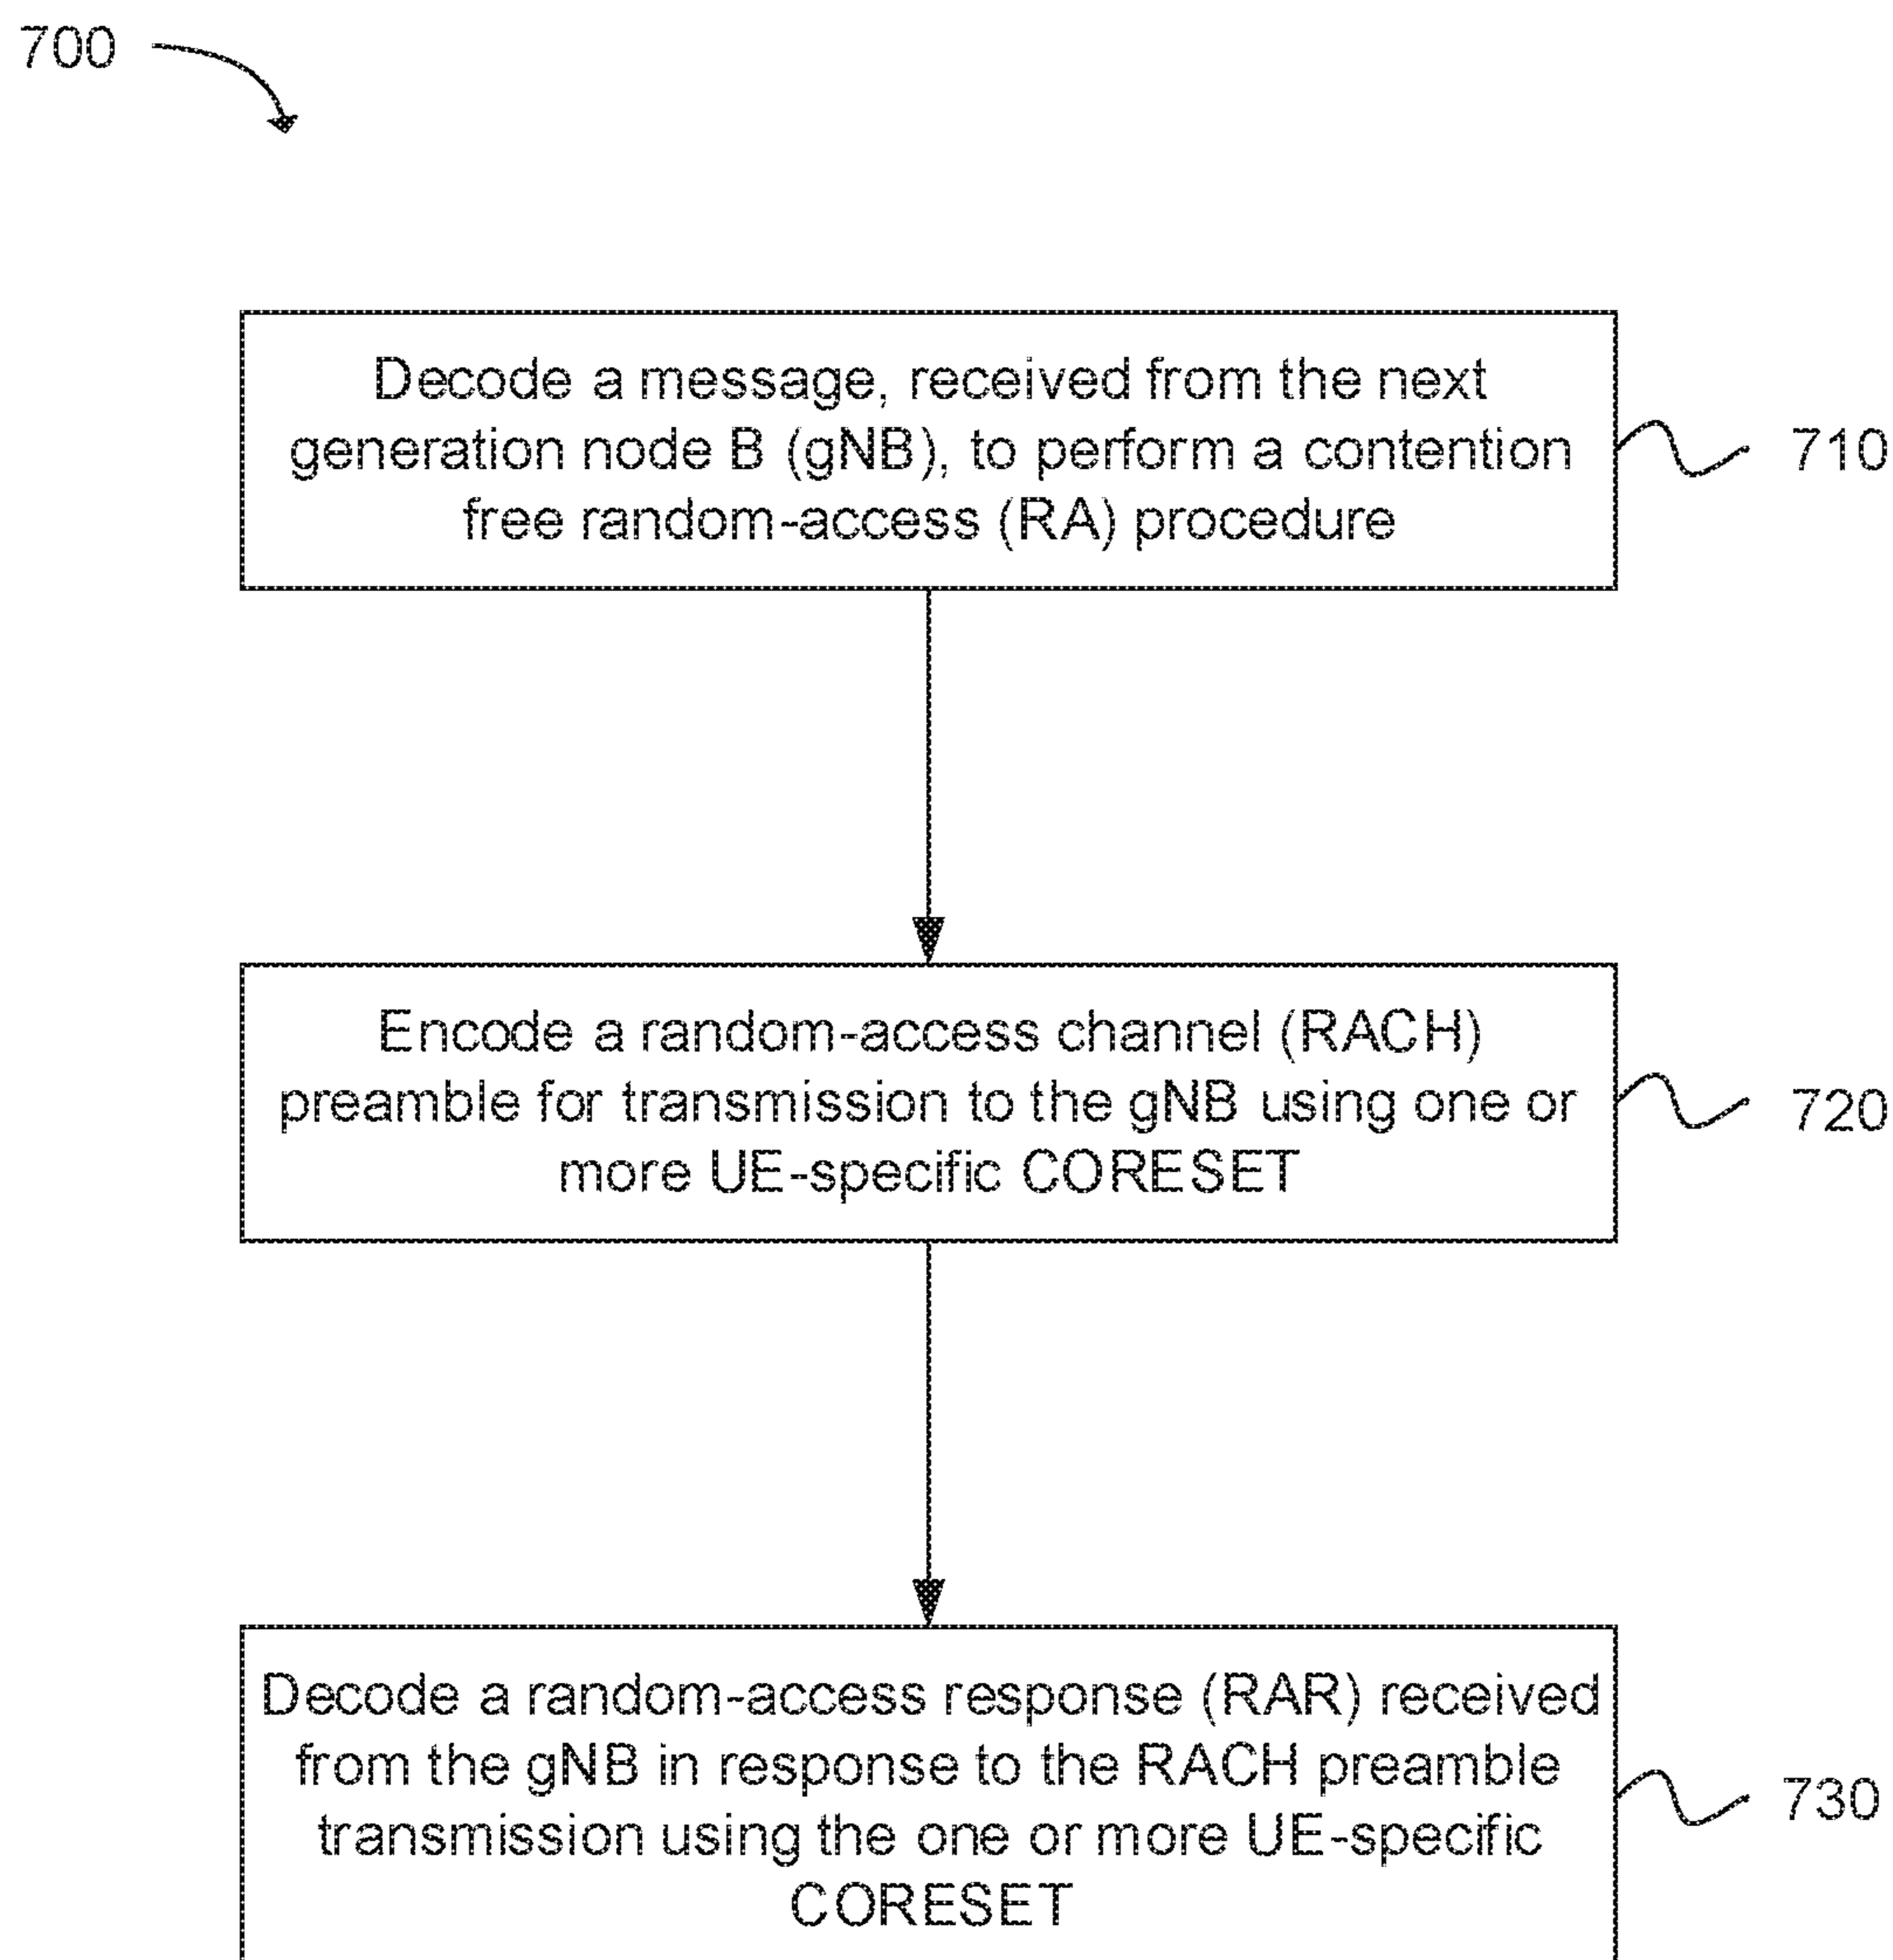 700
Decode a message, received from the next
generation node B (gNB), to perform a contention
free random-access (RA) procedure
710
Encode a random-access channel (RACH)
preamble for transmission to the gNB using one or
more UE-specific CORESET
720
Decode a random-access response (RAR) received
from the gNB in response to the RACH preamble
transmission using the one or more UE-specific
CORESET
730